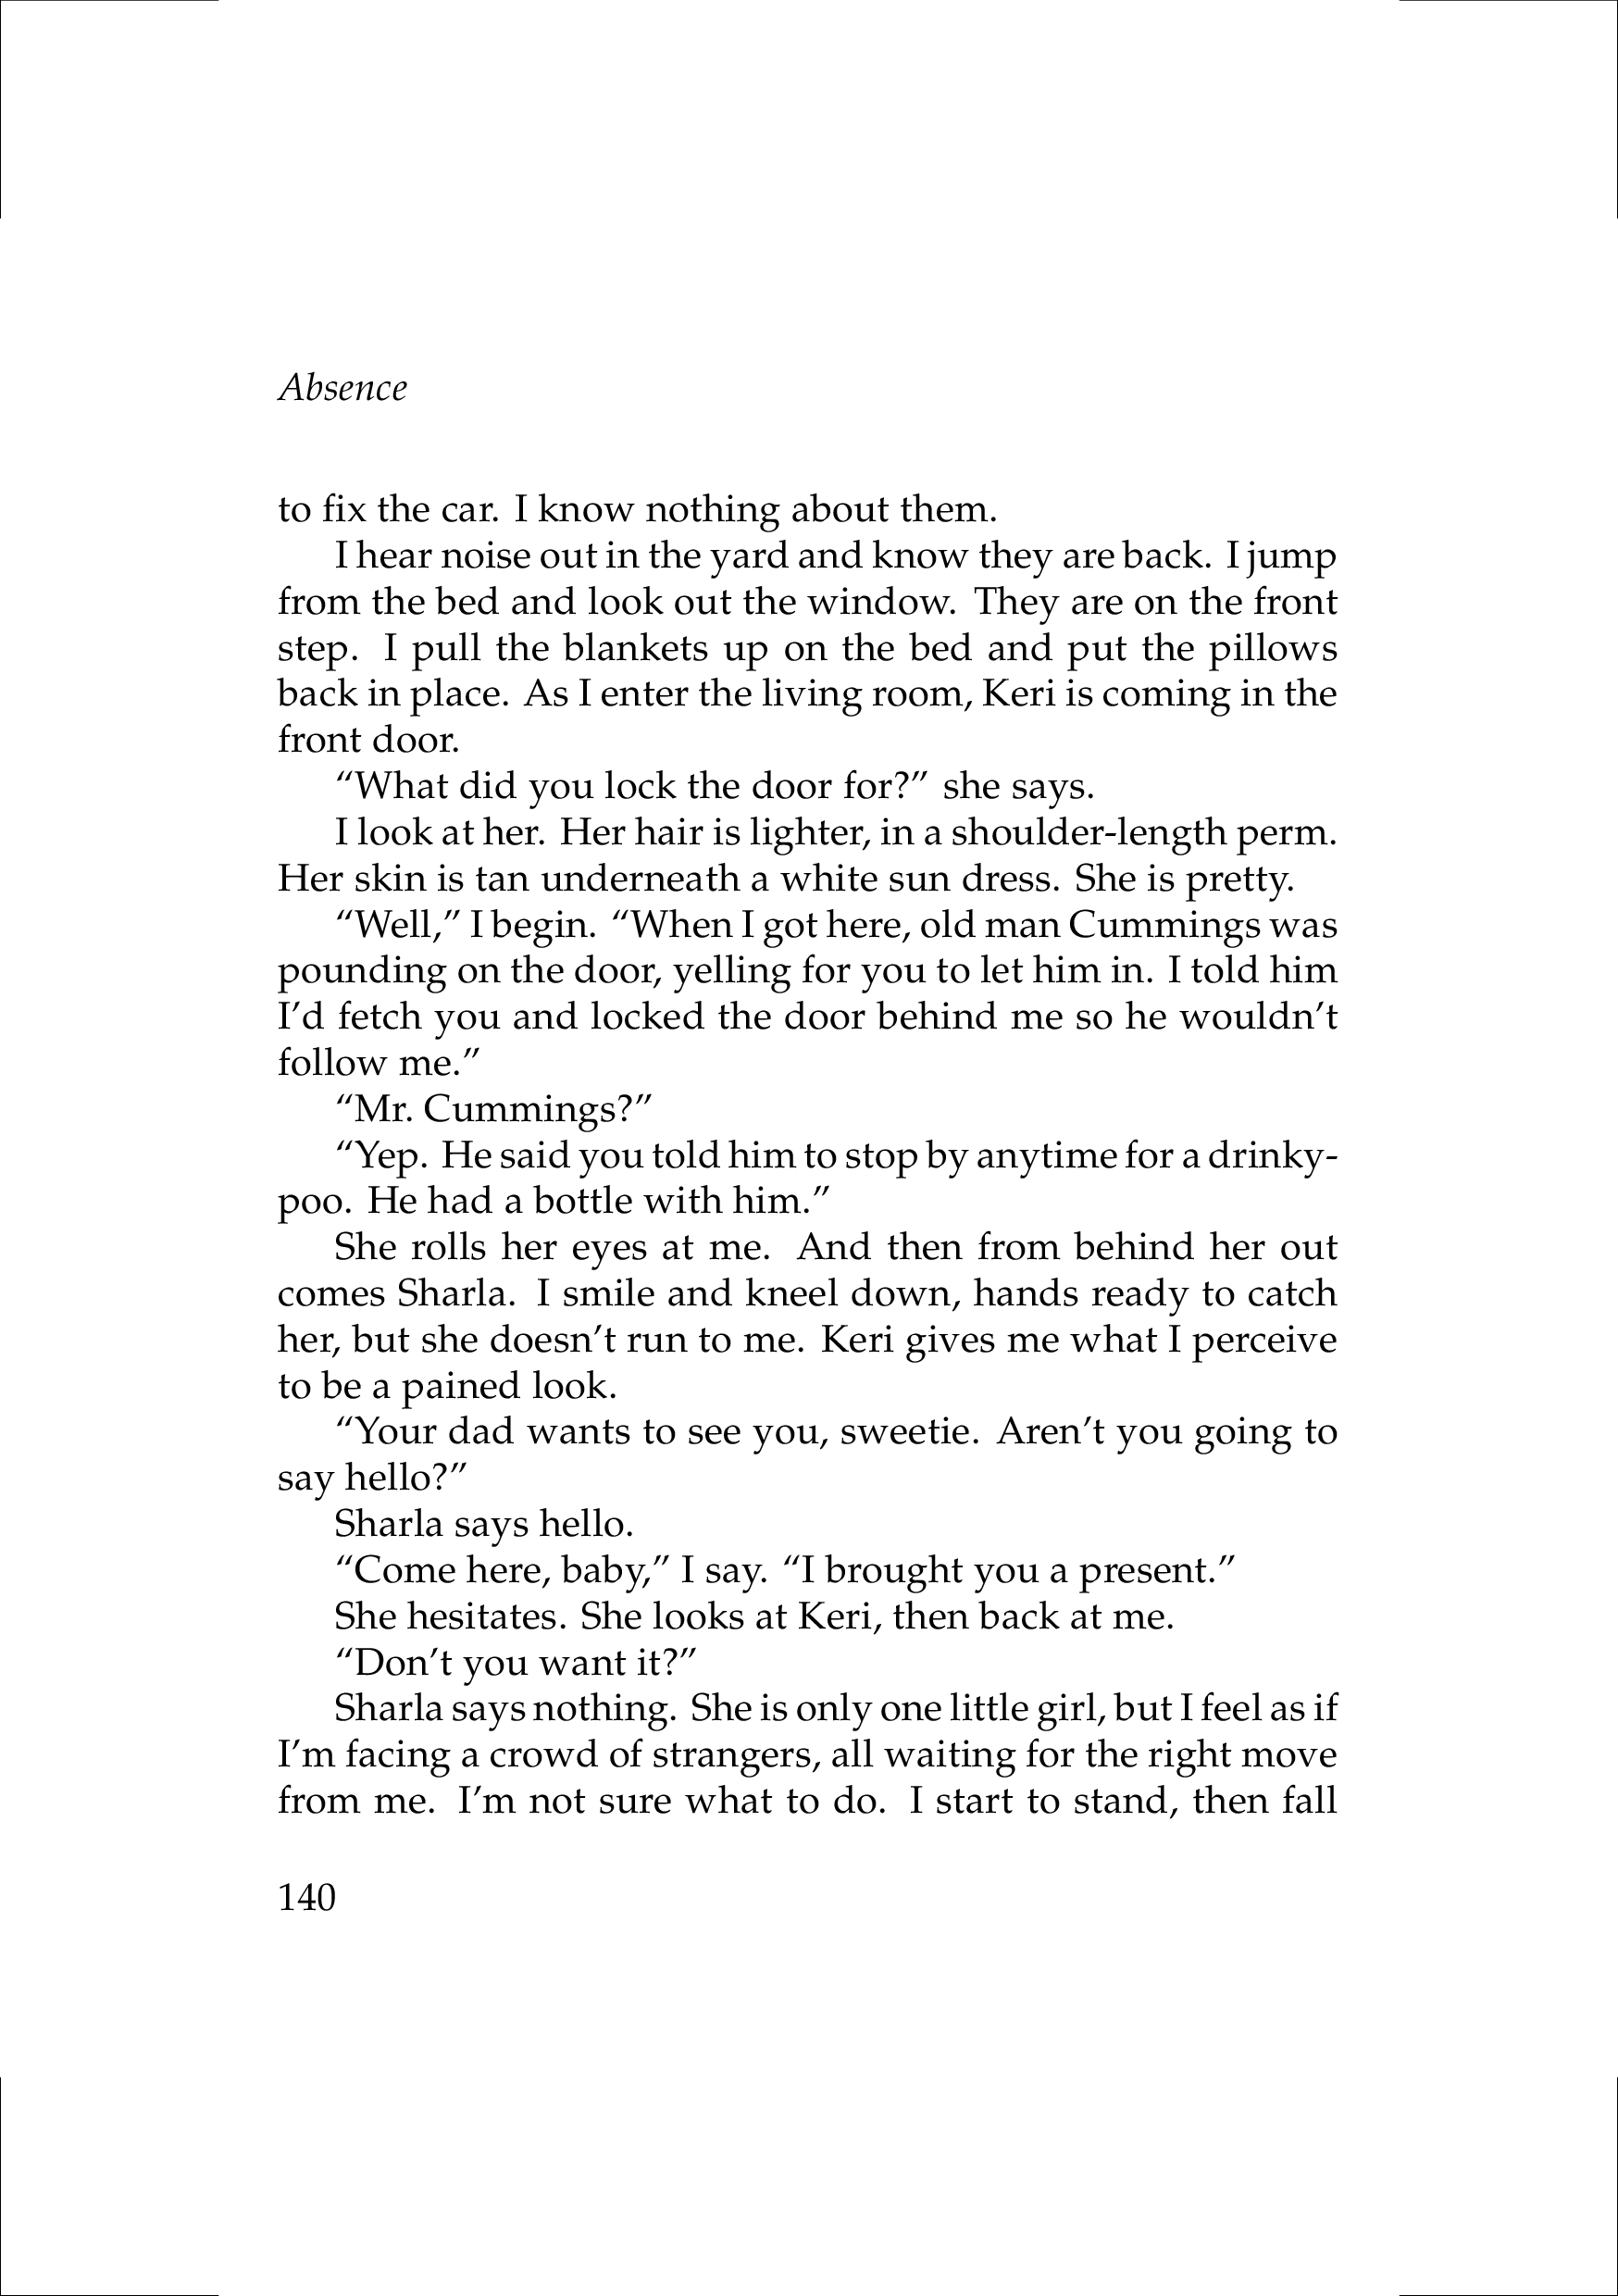 Absence
to fix the car. I know nothing about them.
I hear noise out in the yard and know they are back. I jump
from the bed and look out the window. They are on the front
step. I pull the blankets up on the bed and put the pillows
back in place. As I enter the living room, Keri is coming in the
front door.
“What did you lock the door for?” she says.
I look at her. Her hair is lighter, in a shoulder-length perm.
Her skin is tan underneath a white sun dress. She is pretty.
“Well,” I begin. “When I got here, old man Cummings was
pounding on the door, yelling for you to let him in. I told him
I’d fetch you and locked the door behind me so he wouldn’t
follow me.”
“Mr. Cummings?”
“Yep. He said you told him to stop by anytime for a drinky-
poo. He had a bottle with him.”
She rolls her eyes at me. And then from behind her out
comes Sharla. I smile and kneel down, hands ready to catch
her, but she doesn’t run to me. Keri gives me what I perceive
to be a pained look.
“Your dad wants to see you, sweetie. Aren’t you going to
say hello?”
Sharla says hello.
“Come here, baby,” I say. “I brought you a present.”
She hesitates. She looks at Keri, then back at me.
“Don’t you want it?”
Sharla says nothing. She is only one little girl, but I feel as if
I’m facing a crowd of strangers, all waiting for the right move
from me. I’m not sure what to do. I start to stand, then fall
140